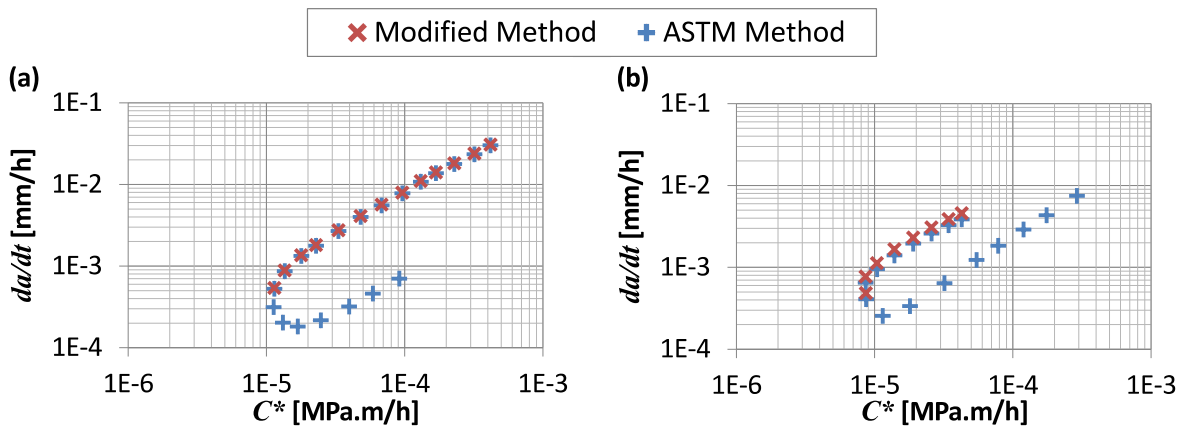 Modified Method ASTM Method
(a)
da/dt [mm/h]
1E-1
1E-2
1E-3
1E-4
1E-6 1E-5 1E-4 1E-3
C* [MPa.m/h]
(b)
da/dt [mm/h]
1E-1
1E-2
1E-3
1E-4
1E-6 1E-5 1E-4 1E-3
C* [MPa.m/h]